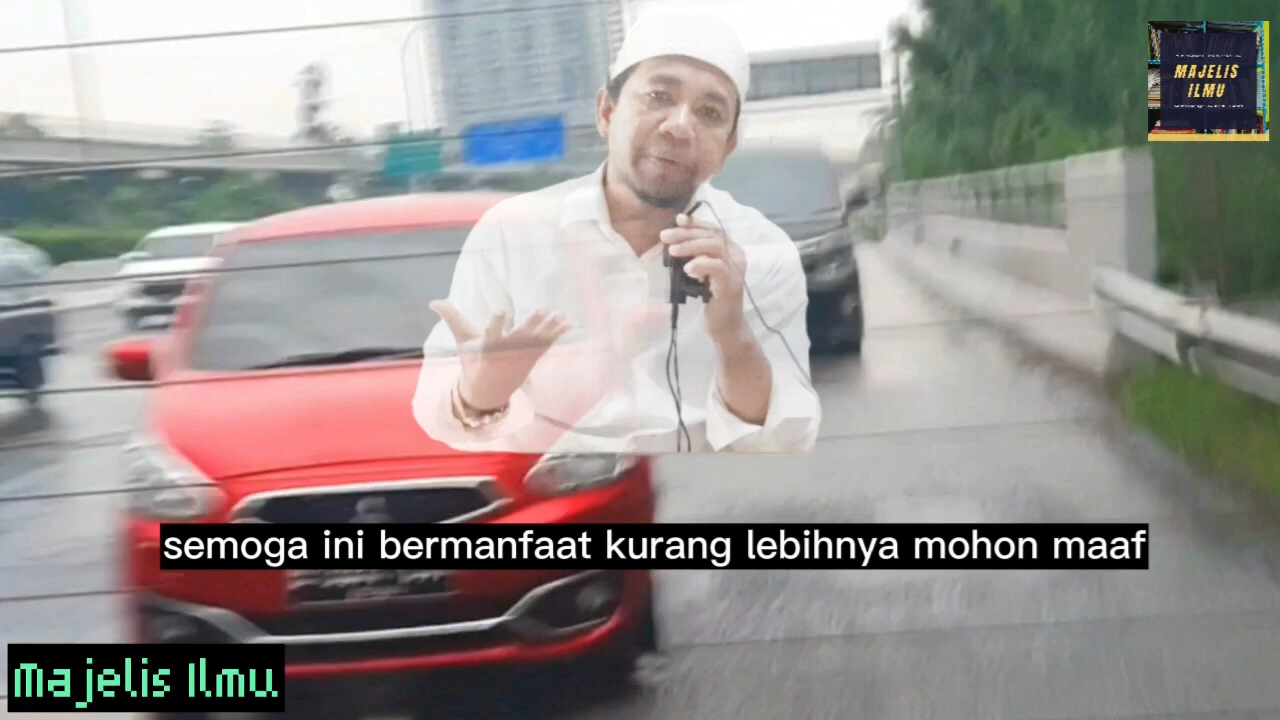 MAJELIS
ILMU
semoga ini bermanfaat kurang lebihnya mohon maaf
Majelis Ilmu